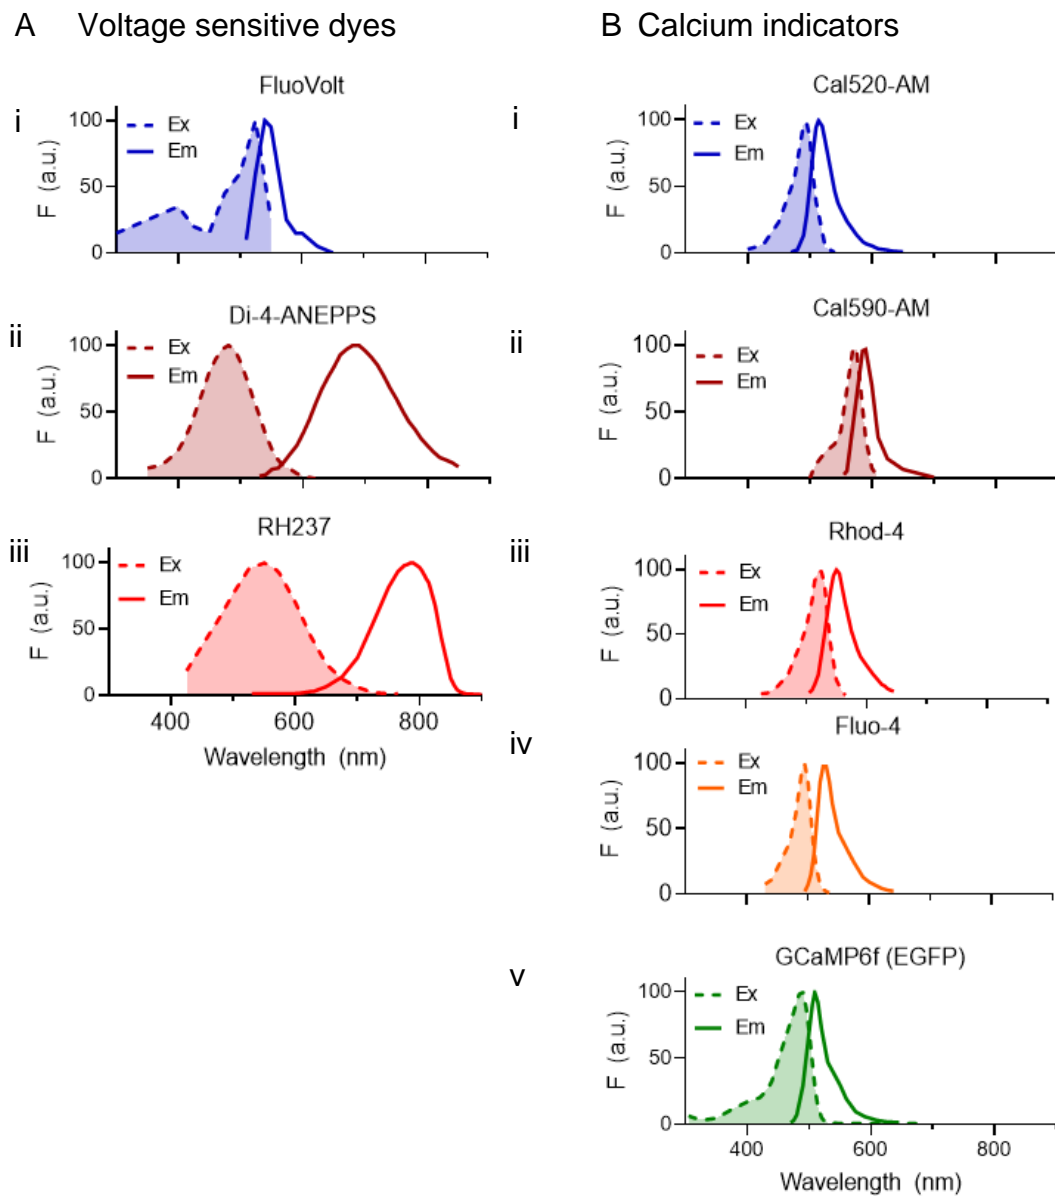 A Voltage sensitive dyes
i
FluoVolt
F (a.u.)
100
50
0
Ex
Em
ii
Di-4-ANEPPS
F (a.u.)
100
50
0
Ex
Em
iii
RH237
F (a.u.)
100
50
0
Ex
Em
400 600 800
Wavelength (nm)
B Calcium indicators
i
Cal520-AM
F (a.u.)
100
50
0
Ex
Em
ii
Cal590-AM
F (a.u.)
100
50
0
Ex
Em
iii
Rhod-4
F (a.u.)
100
50
0
Ex
Em
iv
Fluo-4
F (a.u.)
100
50
0
Ex
Em
v
GCaMP6f (EGFP)
F (a.u.)
100
50
0
Ex
Em
400 600 800
Wavelength (nm)